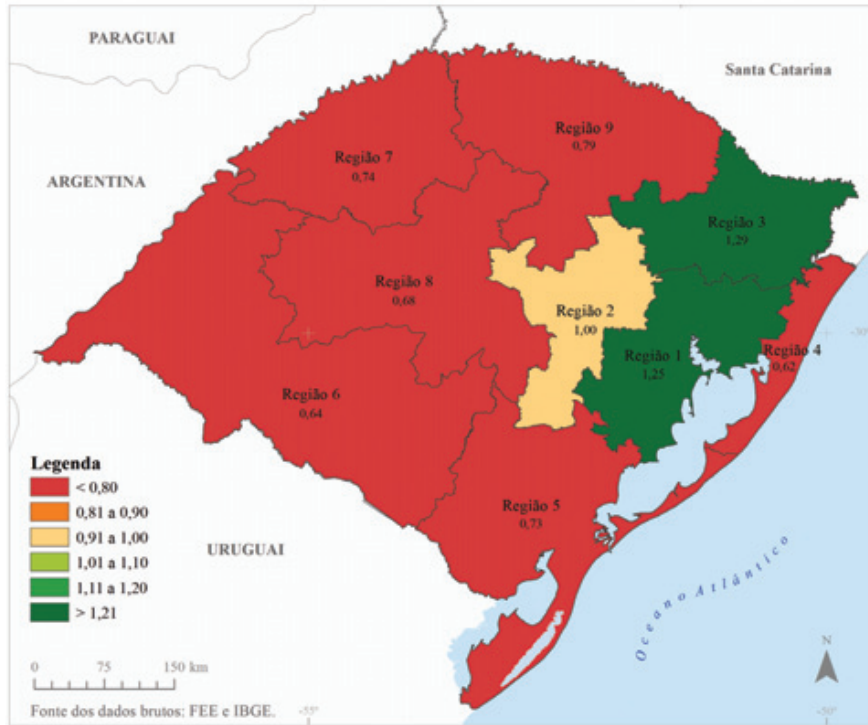 PARAGUAI
Santa Catarina
ARGENTINA
Região 9
0,79
Região 7
0,74
Região 3
1,29
Região 8
0,68
Região 2
1,00
-30°
Região 1
1,25
Região 4
0,62
Região 6
0,64
Região 5
0,73
URUGUAI
Oceano Atlântico
Legenda
< 0,80
0,81 a 0,90
0,91 a 1,00
1,01 a 1,10
1,11 a 1,20
> 1,21
0 75 150 km
N
Fonte dos dados brutos: FEE e IBGE.
-55°
-50°